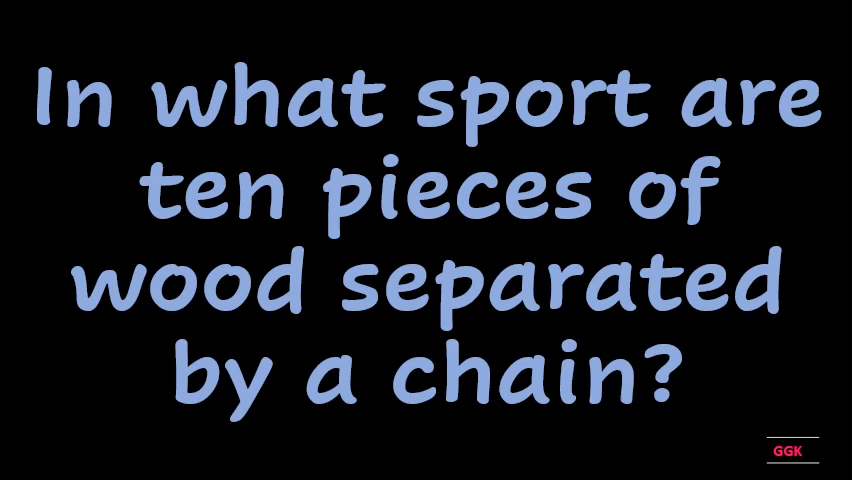 In what sport are
ten pieces of
wood separated
by a chain?
GGK